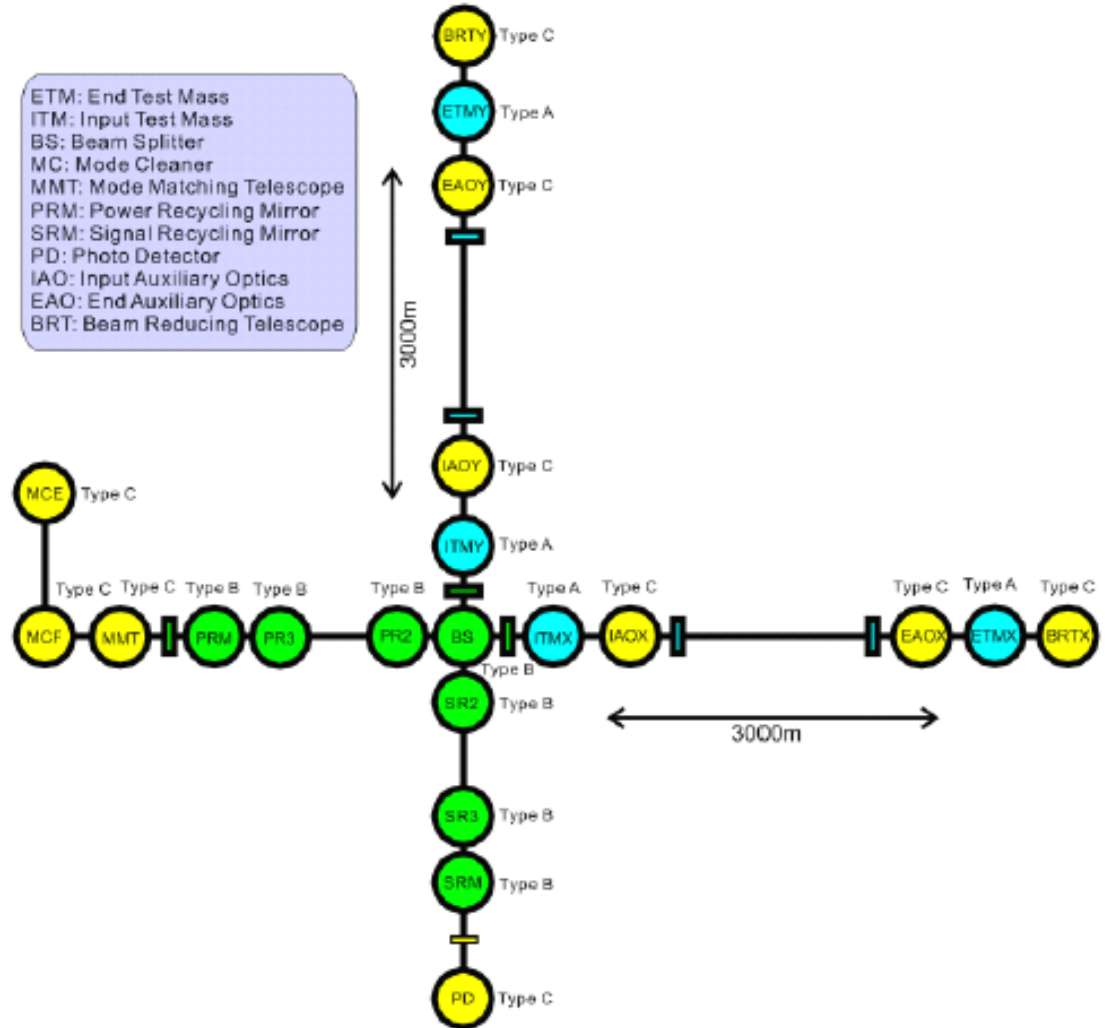 BRTY Type C
ETM: End Test Mass
ITM: Input Test Mass
BS: Beam Splitter
MC: Mode Cleaner
MMT: Mode Matching Telescope
PRM: Power Recycling Mirror
SRM: Signal Recycling Mirror
PD: Photo Detector
IAO: Input Auxiliary Optics
EAO: End Auxiliary Optics
BRT: Beam Reducing Telescope
ETMY Type A
EAOY Type C
3000m
IAOY Type C
MCE Type C
ITMY Type A
Type C Type C Type B Type B Type B Type A Type C Type C Type A Type C
MCF MMT PRM PR3 PR2 BS ITMX IAOX EAOX ETMX BRTX
Type B
SR2 Type B
3000m
SR3 Type B
SRM Type B
PD Type C